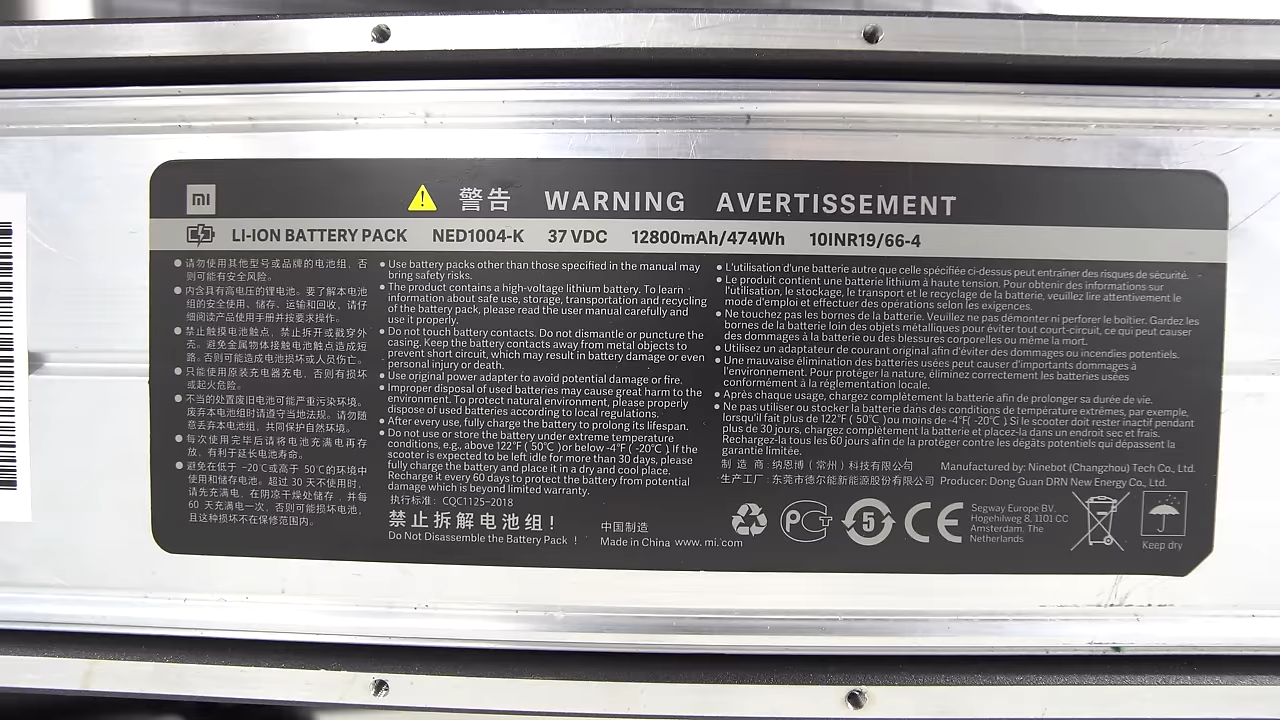 mi
警告 WARNING AVERTISSEMENT
LI-ION BATTERY PACK NED1004-K 37 VDC 12800mAh/474Wh 10INR19/66-4
● 请勿使用其他型号或品牌的电池组，否
则可能有安全风险。
● 内含具有高电压的锂电池。要了解本电池
组的安全使用、储存、运输和回收，请仔
细阅读产品使用手册并按要求操作。
● 禁止触摸电池触点，禁止拆开或戳穿外
壳。避免金属物体接触电池触点造成短
路。否则可能造成电池损坏或人员伤亡。
● 只能使用原装充电器充电，否则有损坏
或起火危险。
● 不当的处置废旧电池可能严重污染环境。
废弃本电池组时请遵守当地法规。请勿随
意丢弃本电池组，共同保护自然环境。
● 每次使用完毕后请将电池充满电再存
放，有利于延长电池寿命。
● 避免在低于 -20℃或高于 50℃的环境中
使用和储存电池。超过 30 天不使用时，
请先充满电，在阴凉干燥处储存，并每
60 天充满电一次，否则可能损坏电池，
且这种损坏不在保修范围内。
● Use battery packs other than those specified in the manual may
bring safety risks.
● The product contains a high-voltage lithium battery. To learn
information about safe use, storage, transportation and recycling
of the battery pack, please read the user manual carefully and
use it properly.
● Do not touch battery contacts. Do not dismantle or puncture the
casing. Keep the battery contacts away from metal objects to
prevent short circuit, which may result in battery damage or even
personal injury or death.
● Use original power adapter to avoid potential damage or fire.
● Improper disposal of used batteries may cause great harm to the
environment. To protect natural environment, please properly
dispose of used batteries according to local regulations.
● After every use, fully charge the battery to prolong its lifespan.
● Do not use or store the battery under extreme temperature
conditions, e.g. above 122°F ( 50℃ ) or below -4°F ( -20℃ ). If the
scooter is expected to be left idle for more than 30 days, please
fully charge the battery and place it in a dry and cool place.
Recharge it every 60 days to protect the battery from potential
damage which is beyond limited warranty.
执行标准：CQC1125-2018
禁止拆解电池组！
Do Not Disassemble the Battery Pack ！
中国制造
Made in China www.mi.com
● L'utilisation d'une batterie autre que celle spécifiée ci-dessus peut entraîner des risques de sécurité.
● Le produit contient une batterie lithium à haute tension. Pour obtenir des informations sur
l'utilisation, le stockage, le transport et le recyclage de la batterie, veuillez lire attentivement le
mode d'emploi et effectuer des opérations selon les exigences.
● Ne touchez pas les bornes de la batterie. Veuillez ne pas démonter ni perforer le boîtier. Gardez les
bornes de la batterie loin des objets métalliques pour éviter tout court-circuit, ce qui peut causer
des dommages à la batterie ou des blessures corporelles ou même la mort.
● Utilisez un adaptateur de courant original afin d'éviter des dommages ou incendies potentiels.
● Une mauvaise élimination des batteries usées peut causer d'importants dommages à
l'environnement. Pour protéger la nature, éliminez correctement les batteries usées
conformément à la réglementation locale.
● Après chaque usage, chargez complètement la batterie afin de prolonger sa durée de vie.
● Ne pas utiliser ou stocker la batterie dans des conditions de température extrêmes, par exemple,
lorsqu'il fait plus de 122°F ( 50℃ ) ou moins de -4°F( -20℃ ). Si le scooter doit rester inactif pendant
plus de 30 jours, chargez complètement la batterie et placez-la dans un endroit sec et frais.
Rechargez-la tous les 60 jours afin de la protéger contre les dégâts potentiels qui dépassent la
garantie limitée.
制 造 商：纳恩博（常州）科技有限公司 Manufactured by: Ninebot (Changzhou) Tech Co., Ltd.
生产工厂：东莞市德尔能新能源股份有限公司 Producer: Dong Guan DRN New Energy Co., Ltd.
5
CE
Segway Europe BV.
Hogehilweg 8, 1101 CC
Amsterdam, The
Netherlands
Keep dry